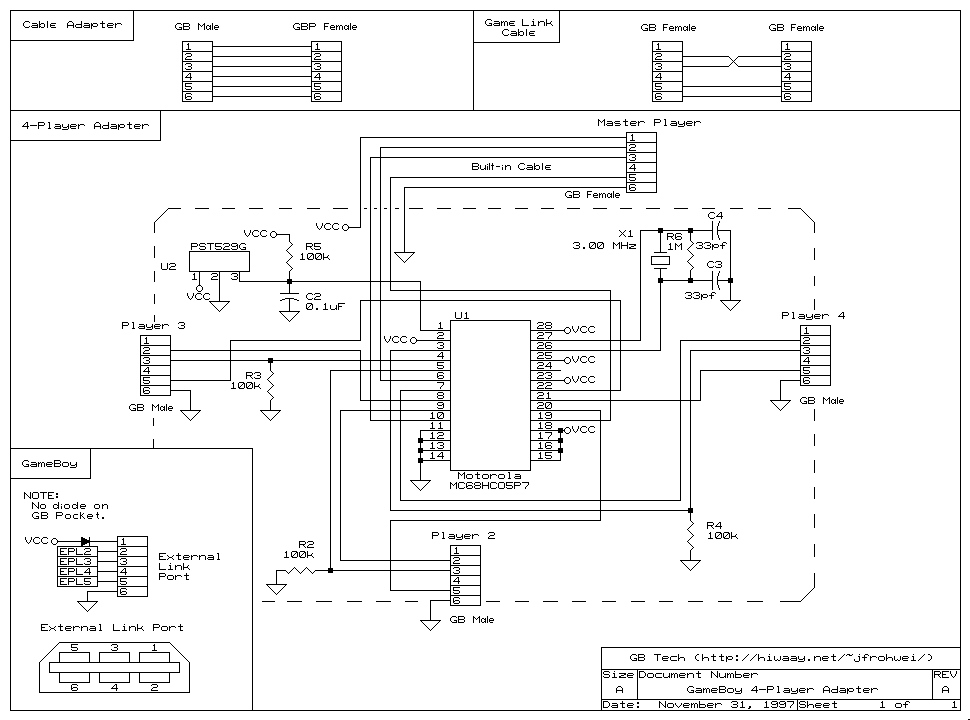 Cable Adapter
GB Male
GBP Female
1 1
2 2
3 3
4 4
5 5
6 6
Game Link
Cable
GB Female
GB Female
1 1
2 2
3 3
4 4
5 5
6 6
4-Player Adapter
Master Player
1
2
3
4
5
6
Built-in Cable
GB Female
VCC
VCC
PST529G
U2
1 2 3
VCC
R5
100k
C2
0.1uF
X1
3.00 MHz
R6
1M
C4
33pf
C3
33pf
Player 3
1
2
3
4
5
6
GB Male
R3
100k
VCC
U1
1 28 VCC
2 27
3 26
4 25 VCC
5 24
6 23 VCC
7 22
8 21
9 20
10 19
11 18 VCC
12 17
13 16
14 15
Motorola
MC68HC05P7
Player 4
1
2
3
4
5
6
GB Male
R4
100k
Player 2
1
2
3
4
5
6
GB Male
R2
100k
GameBoy
NOTE:
No diode on
GB Pocket.
VCC 1
EPL2 2
EPL3 3
EPL4 4
EPL5 5
6
External
Link
Port
External Link Port
5 3 1
6 4 2
GB Tech (http://hiwaay.net/~jfrohwei/)
Size Document Number REV
A GameBoy 4-Player Adapter A
Date: November 31, 1997 Sheet 1 of 1